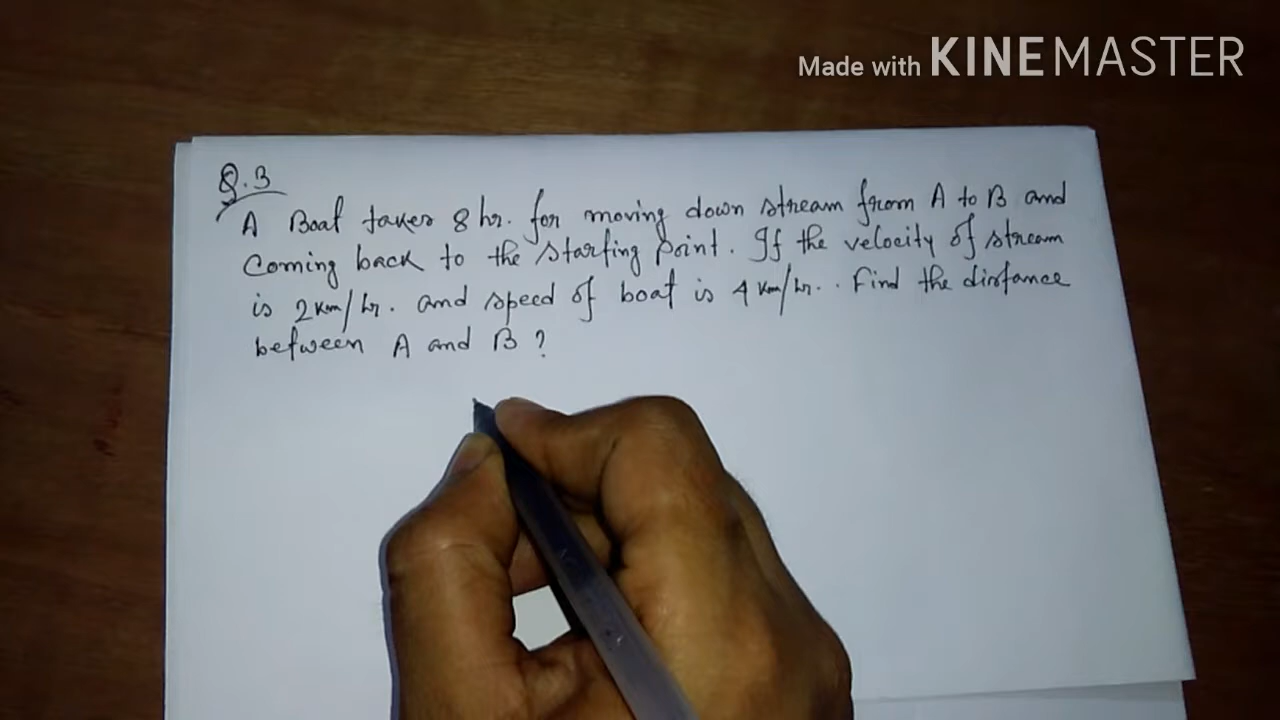 Made with KINEMASTER
Q.3
A Boat takes 8 hr. for moving down stream from A to B and
Coming back to the starting point. If the velocity of stream
is 2 km/hr. and speed of boat is 4 km/hr.. Find the distance
between A and B ?